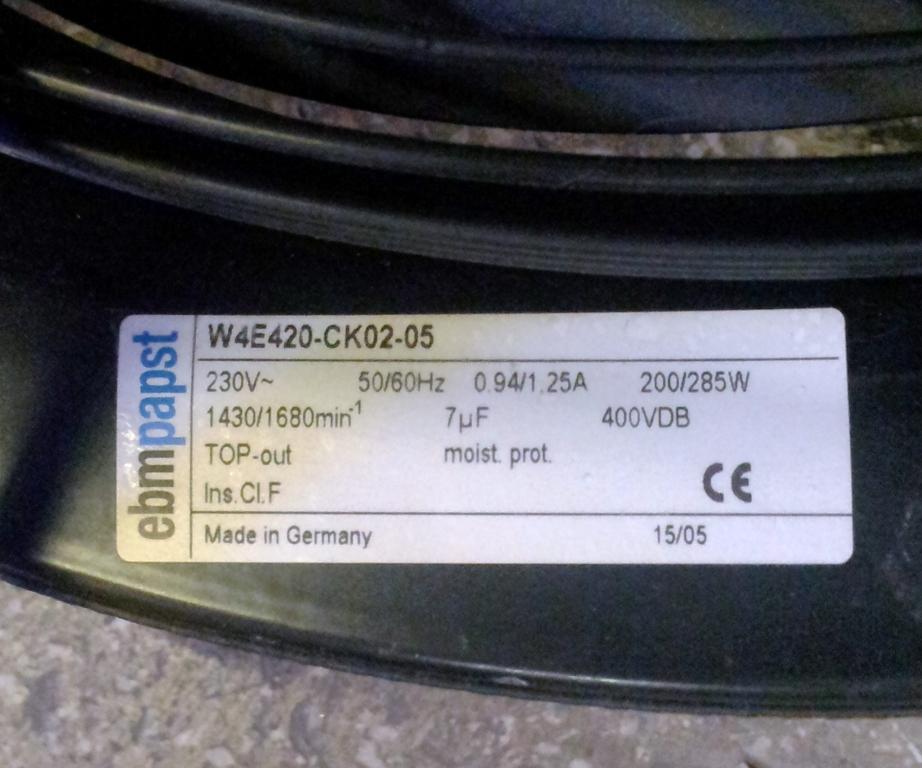 ebmpapst
W4E420-CK02-05
230V~ 50/60Hz 0.94/1.25A 200/285W
1430/1680min⁻¹ 7µF 400VDB
TOP-out moist. prot.
Ins.Cl.F CE
Made in Germany 15/05